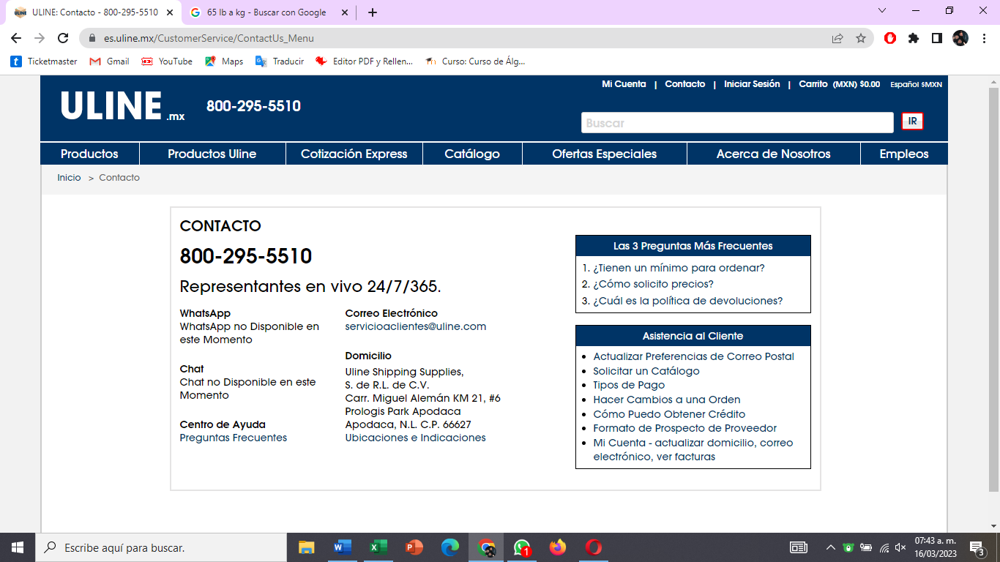 ULINE: Contacto - 800-295-5510
65 lb a kg - Buscar con Google
es.uline.mx/CustomerService/ContactUs_Menu
Ticketmaster
Gmail
YouTube
Maps
Traducir
Editor PDF y Rellen...
Curso: Curso de Álg...
Mi Cuenta | Contacto | Iniciar Sesión | Carrito (MXN) $0.00 Español $MXN
ULINE .mx
800-295-5510
Buscar
IR
Productos
Productos Uline
Cotización Express
Catálogo
Ofertas Especiales
Acerca de Nosotros
Empleos
Inicio > Contacto
CONTACTO
800-295-5510
Representantes en vivo 24/7/365.
WhatsApp
WhatsApp no Disponible en
este Momento
Chat
Chat no Disponible en este
Momento
Centro de Ayuda
Preguntas Frecuentes
Correo Electrónico
servicioaclientes@uline.com
Domicilio
Uline Shipping Supplies,
S. de R.L. de C.V.
Carr. Miguel Alemán KM 21, #6
Prologis Park Apodaca
Apodaca, N.L. C.P. 66627
Ubicaciones e Indicaciones
Las 3 Preguntas Más Frecuentes
1. ¿Tienen un mínimo para ordenar?
2. ¿Cómo solicito precios?
3. ¿Cuál es la política de devoluciones?
Asistencia al Cliente
• Actualizar Preferencias de Correo Postal
• Solicitar un Catálogo
• Tipos de Pago
• Hacer Cambios a una Orden
• Cómo Puedo Obtener Crédito
• Formato de Prospecto de Proveedor
• Mi Cuenta - actualizar domicilio, correo
electrónico, ver facturas
Escribe aquí para buscar.
1
07:43 a. m.
16/03/2023
3